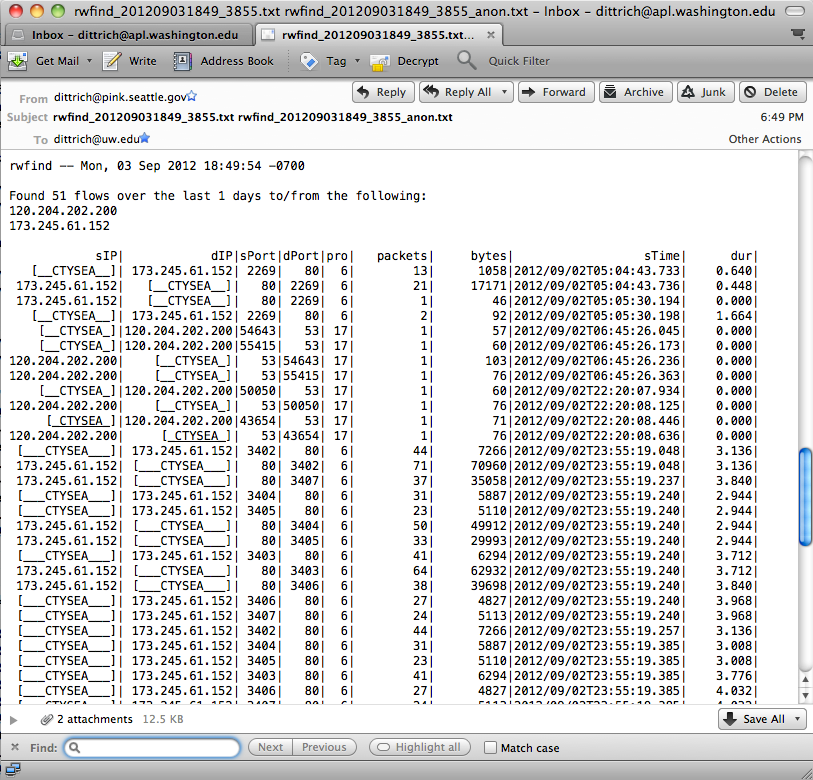 rwfind_201209031849_3855.txt rwfind_201209031849_3855_anon.txt – Inbox – dittrich@apl.washington.edu
Inbox – dittrich@apl.washington.edu rwfind_201209031849_3855.txt...
Get Mail Write Address Book Tag Decrypt Quick Filter
From dittrich@pink.seattle.gov Reply Reply All Forward Archive Junk Delete
Subject rwfind_201209031849_3855.txt rwfind_201209031849_3855_anon.txt 6:49 PM
To dittrich@uw.edu Other Actions
rwfind –– Mon, 03 Sep 2012 18:49:54 -0700
Found 51 flows over the last 1 days to/from the following:
120.204.202.200
173.245.61.152
sIP| dIP|sPort|dPort|pro| packets| bytes| sTime| dur|
[__CTYSEA__]| 173.245.61.152| 2269| 80| 6| 13| 1058|2012/09/02T05:04:43.733| 0.640|
173.245.61.152| [__CTYSEA__]| 80| 2269| 6| 21| 17171|2012/09/02T05:04:43.736| 0.448|
173.245.61.152| [__CTYSEA__]| 80| 2269| 6| 1| 46|2012/09/02T05:05:30.194| 0.000|
[__CTYSEA__]| 173.245.61.152| 2269| 80| 6| 2| 92|2012/09/02T05:05:30.198| 1.664|
[__CTYSEA_]|120.204.202.200|54643| 53| 17| 1| 57|2012/09/02T06:45:26.045| 0.000|
[__CTYSEA_]|120.204.202.200|55415| 53| 17| 1| 60|2012/09/02T06:45:26.173| 0.000|
120.204.202.200| [__CTYSEA_]| 53|54643| 17| 1| 103|2012/09/02T06:45:26.236| 0.000|
120.204.202.200| [__CTYSEA_]| 53|55415| 17| 1| 76|2012/09/02T06:45:26.363| 0.000|
[__CTYSEA_]|120.204.202.200|50050| 53| 17| 1| 60|2012/09/02T22:20:07.934| 0.000|
120.204.202.200| [__CTYSEA_]| 53|50050| 17| 1| 76|2012/09/02T22:20:08.125| 0.000|
[_CTYSEA_]|120.204.202.200|43654| 53| 17| 1| 71|2012/09/02T22:20:08.446| 0.000|
120.204.202.200| [_CTYSEA_]| 53|43654| 17| 1| 76|2012/09/02T22:20:08.636| 0.000|
[___CTYSEA___]| 173.245.61.152| 3402| 80| 6| 44| 7266|2012/09/02T23:55:19.048| 3.136|
173.245.61.152| [___CTYSEA___]| 80| 3402| 6| 71| 70960|2012/09/02T23:55:19.048| 3.136|
173.245.61.152| [___CTYSEA___]| 80| 3407| 6| 37| 35058|2012/09/02T23:55:19.237| 3.840|
[___CTYSEA___]| 173.245.61.152| 3404| 80| 6| 31| 5887|2012/09/02T23:55:19.240| 2.944|
[___CTYSEA___]| 173.245.61.152| 3405| 80| 6| 23| 5110|2012/09/02T23:55:19.240| 2.944|
173.245.61.152| [___CTYSEA___]| 80| 3404| 6| 50| 49912|2012/09/02T23:55:19.240| 2.944|
173.245.61.152| [___CTYSEA___]| 80| 3405| 6| 33| 29993|2012/09/02T23:55:19.240| 2.944|
[___CTYSEA___]| 173.245.61.152| 3403| 80| 6| 41| 6294|2012/09/02T23:55:19.240| 3.712|
173.245.61.152| [___CTYSEA___]| 80| 3403| 6| 64| 62932|2012/09/02T23:55:19.240| 3.712|
173.245.61.152| [___CTYSEA___]| 80| 3406| 6| 38| 39698|2012/09/02T23:55:19.240| 3.840|
[___CTYSEA___]| 173.245.61.152| 3406| 80| 6| 27| 4827|2012/09/02T23:55:19.240| 3.968|
[___CTYSEA___]| 173.245.61.152| 3407| 80| 6| 24| 5113|2012/09/02T23:55:19.240| 3.968|
[___CTYSEA___]| 173.245.61.152| 3402| 80| 6| 44| 7266|2012/09/02T23:55:19.257| 3.136|
[___CTYSEA___]| 173.245.61.152| 3404| 80| 6| 31| 5887|2012/09/02T23:55:19.385| 3.008|
[___CTYSEA___]| 173.245.61.152| 3405| 80| 6| 23| 5110|2012/09/02T23:55:19.385| 3.008|
[___CTYSEA___]| 173.245.61.152| 3403| 80| 6| 41| 6294|2012/09/02T23:55:19.385| 3.776|
[___CTYSEA___]| 173.245.61.152| 3406| 80| 6| 27| 4827|2012/09/02T23:55:19.385| 4.032|
2 attachments 12.5 KB Save All
Find: Next Previous Highlight all Match case